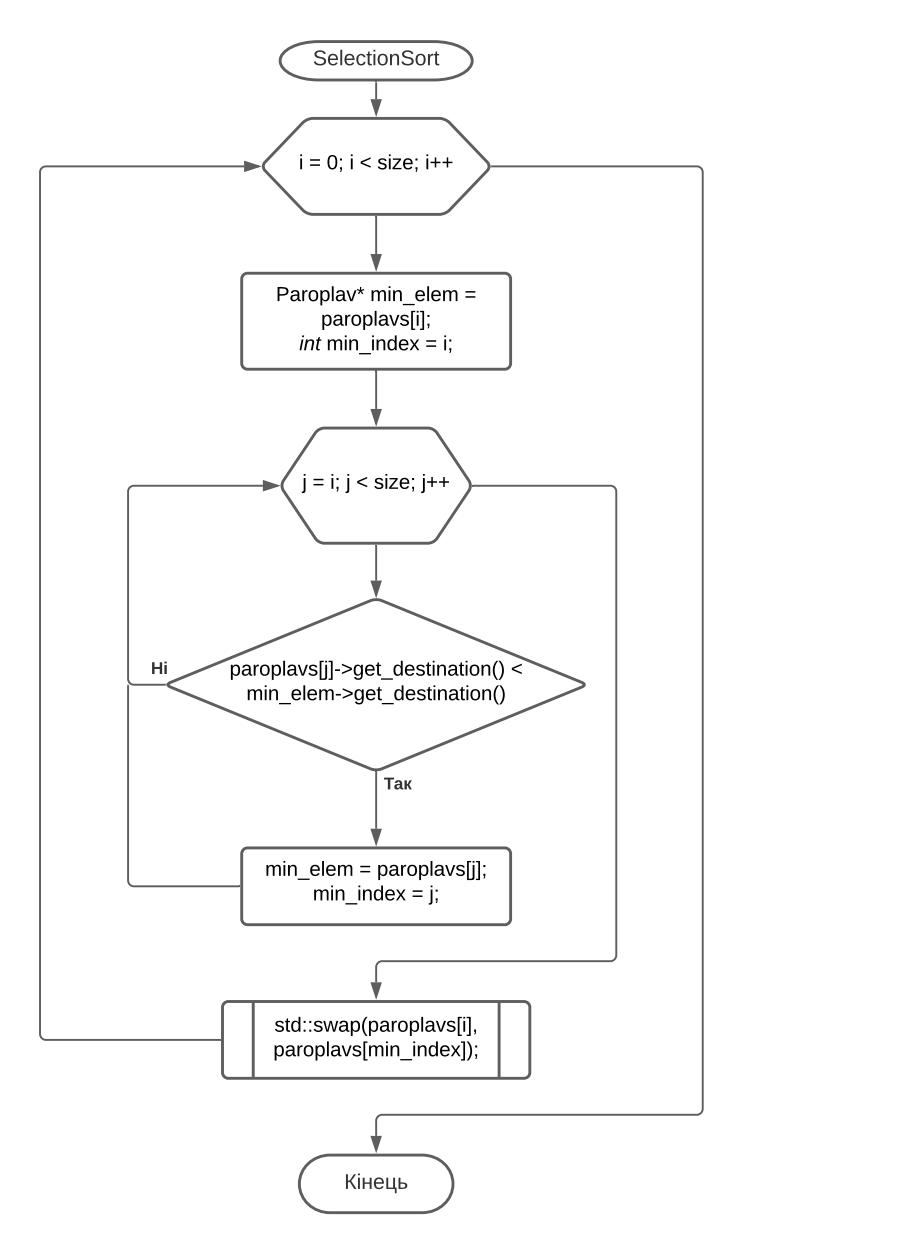 SelectionSort
i = 0; i < size; i++
Paroplav* min_elem =
paroplavs[i];
int min_index = i;
j = i; j < size; j++
Ні
paroplavs[j]->get_destination() <
min_elem->get_destination()
Так
min_elem = paroplavs[j];
min_index = j;
std::swap(paroplavs[i],
paroplavs[min_index]);
Кінець